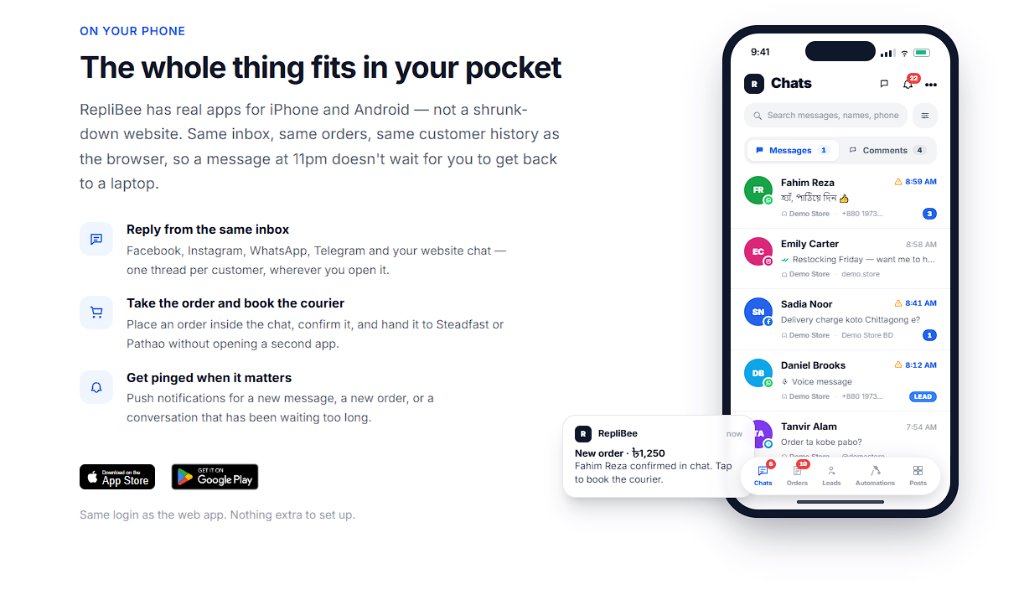 ON YOUR PHONE
The whole thing fits in your pocket
RepliBee has real apps for iPhone and Android — not a shrunk-
down website. Same inbox, same orders, same customer history as
the browser, so a message at 11pm doesn't wait for you to get back
to a laptop.
Reply from the same inbox
Facebook, Instagram, WhatsApp, Telegram and your website chat —
one thread per customer, wherever you open it.
Take the order and book the courier
Place an order inside the chat, confirm it, and hand it to Steadfast or
Pathao without opening a second app.
Get pinged when it matters
Push notifications for a new message, a new order, or a
conversation that has been waiting too long.
Download on the
App Store
GET IT ON
Google Play
Same login as the web app. Nothing extra to set up.
9:41
R Chats 22
Search messages, names, phone
Messages 1 Comments 4
FR Fahim Reza 8:59 AM
হ্যাঁ, পাঠিয়ে দিন 👍
Demo Store · +880 1973... 3
EC Emily Carter 8:58 AM
Restocking Friday — want me to h...
Demo Store · demo.store
SN Sadia Noor 8:41 AM
Delivery charge koto Chittagong e?
Demo Store · Demo Store BD 1
DB Daniel Brooks 8:12 AM
Voice message
Demo Store · +880 1973... LEAD
TA Tanvir Alam 7:54 AM
Order ta kobe pabo?
Demo Store · @demostore
R RepliBee now
New order · ৳1,250
Fahim Reza confirmed in chat. Tap
to book the courier.
Chats Orders Leads Automations Posts